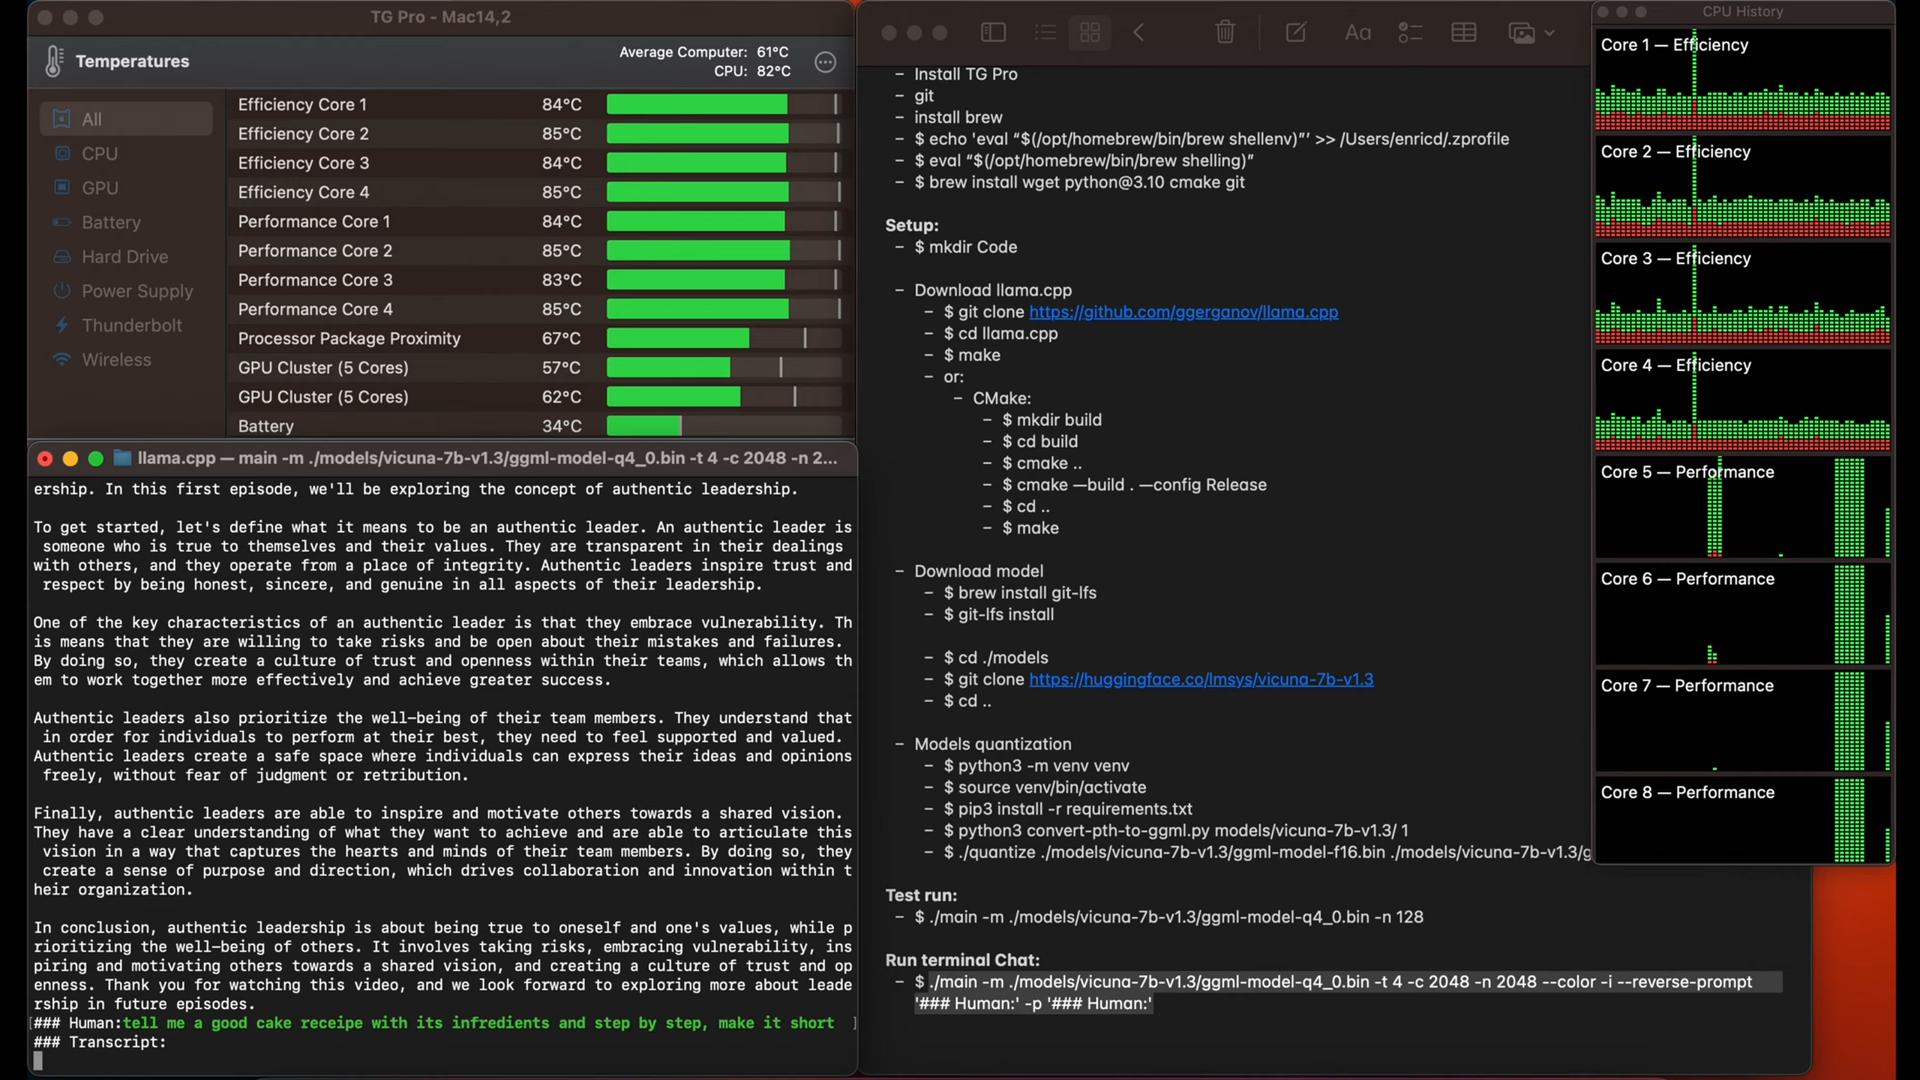 TG Pro - Mac14,2
Temperatures
Average Computer: 61°C
CPU: 82°C
All
CPU
GPU
Battery
Hard Drive
Power Supply
Thunderbolt
Wireless
Efficiency Core 1 84°C
Efficiency Core 2 85°C
Efficiency Core 3 84°C
Efficiency Core 4 85°C
Performance Core 1 84°C
Performance Core 2 85°C
Performance Core 3 83°C
Performance Core 4 85°C
Processor Package Proximity 67°C
GPU Cluster (5 Cores) 57°C
GPU Cluster (5 Cores) 62°C
Battery 34°C
llama.cpp — main -m ./models/vicuna-7b-v1.3/ggml-model-q4_0.bin -t 4 -c 2048 -n 2...
ership. In this first episode, we'll be exploring the concept of authentic leadership.
To get started, let's define what it means to be an authentic leader. An authentic leader is
someone who is true to themselves and their values. They are transparent in their dealings
with others, and they operate from a place of integrity. Authentic leaders inspire trust and
respect by being honest, sincere, and genuine in all aspects of their leadership.
One of the key characteristics of an authentic leader is that they embrace vulnerability. Th
is means that they are willing to take risks and be open about their mistakes and failures.
By doing so, they create a culture of trust and openness within their teams, which allows th
em to work together more effectively and achieve greater success.
Authentic leaders also prioritize the well-being of their team members. They understand that
in order for individuals to perform at their best, they need to feel supported and valued.
Authentic leaders create a safe space where individuals can express their ideas and opinions
freely, without fear of judgment or retribution.
Finally, authentic leaders are able to inspire and motivate others towards a shared vision.
They have a clear understanding of what they want to achieve and are able to articulate this
vision in a way that captures the hearts and minds of their team members. By doing so, they
create a sense of purpose and direction, which drives collaboration and innovation within t
heir organization.
In conclusion, authentic leadership is about being true to oneself and one's values, while p
rioritizing the well-being of others. It involves taking risks, embracing vulnerability, ins
piring and motivating others towards a shared vision, and creating a culture of trust and op
enness. Thank you for watching this video, and we look forward to exploring more about leade
rship in future episodes.
[### Human:tell me a good cake receipe with its infredients and step by step, make it short ]
### Transcript:
Aa
– Install TG Pro
– git
– install brew
– $ echo 'eval “$(/opt/homebrew/bin/brew shellenv)”’ >> /Users/enricd/.zprofile
– $ eval “$(/opt/homebrew/bin/brew shelling)”
– $ brew install wget python@3.10 cmake git
Setup:
– $ mkdir Code
– Download llama.cpp
– $ git clone https://github.com/ggerganov/llama.cpp
– $ cd llama.cpp
– $ make
– or:
– CMake:
– $ mkdir build
– $ cd build
– $ cmake ..
– $ cmake —build . —config Release
– $ cd ..
– $ make
– Download model
– $ brew install git-lfs
– $ git-lfs install
– $ cd ./models
– $ git clone https://huggingface.co/lmsys/vicuna-7b-v1.3
– $ cd ..
– Models quantization
– $ python3 -m venv venv
– $ source venv/bin/activate
– $ pip3 install -r requirements.txt
– $ python3 convert-pth-to-ggml.py models/vicuna-7b-v1.3/ 1
– $ ./quantize ./models/vicuna-7b-v1.3/ggml-model-f16.bin ./models/vicuna-7b-v1.3/g
Test run:
– $ ./main -m ./models/vicuna-7b-v1.3/ggml-model-q4_0.bin -n 128
Run terminal Chat:
– $ ./main -m ./models/vicuna-7b-v1.3/ggml-model-q4_0.bin -t 4 -c 2048 -n 2048 --color -i --reverse-prompt
'### Human:' -p '### Human:'
CPU History
Core 1 — Efficiency
Core 2 — Efficiency
Core 3 — Efficiency
Core 4 — Efficiency
Core 5 — Performance
Core 6 — Performance
Core 7 — Performance
Core 8 — Performance